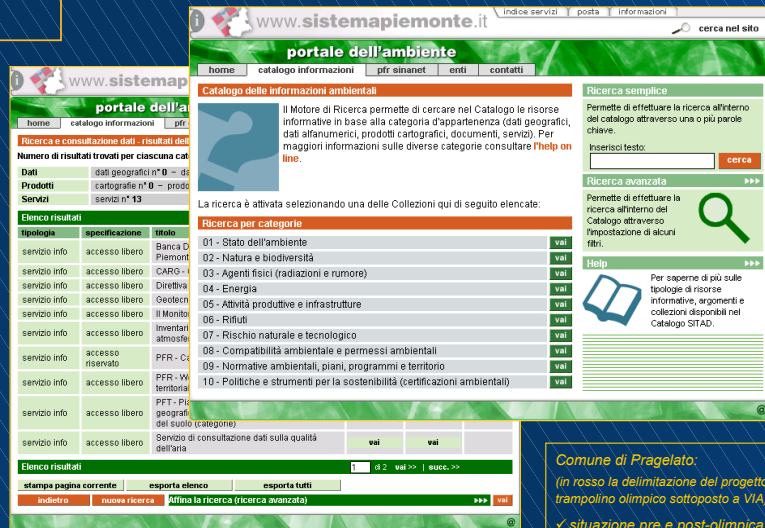 indice servizi posta informazioni
www.sistemapiemonte.it
cerca nel sito
portale dell'ambiente
home catalogo informazioni pfr sinanet enti contatti
Catalogo delle informazioni ambientali
Il Motore di Ricerca permette di cercare nel Catalogo le risorse
informative in base alla categoria d'appartenenza (dati geografici,
dati alfanumerici, prodotti cartografici, documenti, servizi). Per
maggiori informazioni sulle diverse categorie consultare l'help on
line.
La ricerca è attivata selezionando una delle Collezioni qui di seguito elencate:
Ricerca per categorie
01 - Stato dell'ambiente vai
02 - Natura e biodiversità vai
03 - Agenti fisici (radiazioni e rumore) vai
04 - Energia vai
05 - Attività produttive e infrastrutture vai
06 - Rifiuti vai
07 - Rischio naturale e tecnologico vai
08 - Compatibilità ambientale e permessi ambientali vai
09 - Normative ambientali, piani, programmi e territorio vai
10 - Politiche e strumenti per la sostenibilità (certificazioni ambientali) vai
Ricerca semplice
Permette di effettuare la ricerca all'interno
del catalogo attraverso una o più parole
chiave.
Inserisci testo:
cerca
Ricerca avanzata >>>
Permette di effettuare la
ricerca all'interno del
Catalogo attraverso
l'impostazione di alcuni
filtri.
Help >>>
Per saperne di più sulle
tipologie di risorse
informative, argomenti e
collezioni disponibili nel
Catalogo SITAD.
@
www.sistemap
portale dell'a
home catalogo informazioni pfr
Ricerca e consultazione dati - risultati dell
Numero di risultati trovati per ciascuna cat
Dati dati geografici n° 0 – da
Prodotti cartografie n° 0 – prodo
Servizi servizi n° 13
Elenco risultati
tipologia specificazione titolo
servizio info accesso libero Banca D
Piemont
servizio info accesso libero CARG -
servizio info accesso libero Direttiva
servizio info accesso libero Geotecn
servizio info accesso libero Il Monito
servizio info accesso libero Inventari
atmosfe
servizio info accesso riservato PFR - Ca
servizio info accesso libero PFR - W
territorial
servizio info accesso libero PFT - Pia
geografi
del suolo (categorie)
servizio info accesso libero Servizio di consultazione dati sulla qualità
dell'aria vai vai
Elenco risultati 1 di 2 vai >> | succ. >>
stampa pagina corrente esporta elenco esporta tutti
indietro nuova ricerca Affina la ricerca (ricerca avanzata) >>> vai
@
Comune di Pragelato:
(in rosso la delimitazione del progetto
trampolino olimpico sottoposto a VIA)
✓ situazione pre e post-olimpica